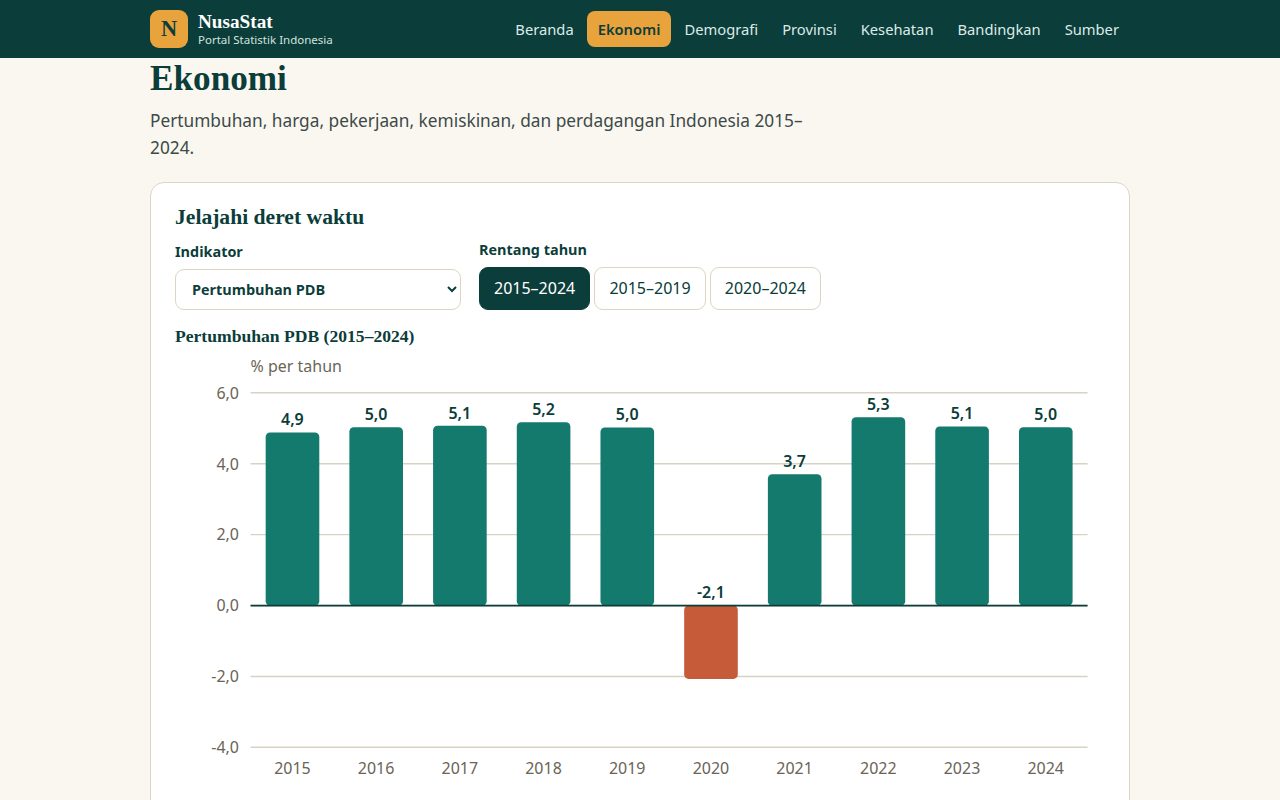 N
NusaStat
Portal Statistik Indonesia
Beranda
Ekonomi
Demografi
Provinsi
Kesehatan
Bandingkan
Sumber
Ekonomi
Pertumbuhan, harga, pekerjaan, kemiskinan, dan perdagangan Indonesia 2015–
2024.
Jelajahi deret waktu
Indikator
Pertumbuhan PDB
Rentang tahun
2015–2024
2015–2019
2020–2024
Pertumbuhan PDB (2015–2024)
% per tahun
6,0
4,0
2,0
0,0
-2,0
-4,0
4,9
5,0
5,1
5,2
5,0
-2,1
3,7
5,3
5,1
5,0
2015
2016
2017
2018
2019
2020
2021
2022
2023
2024